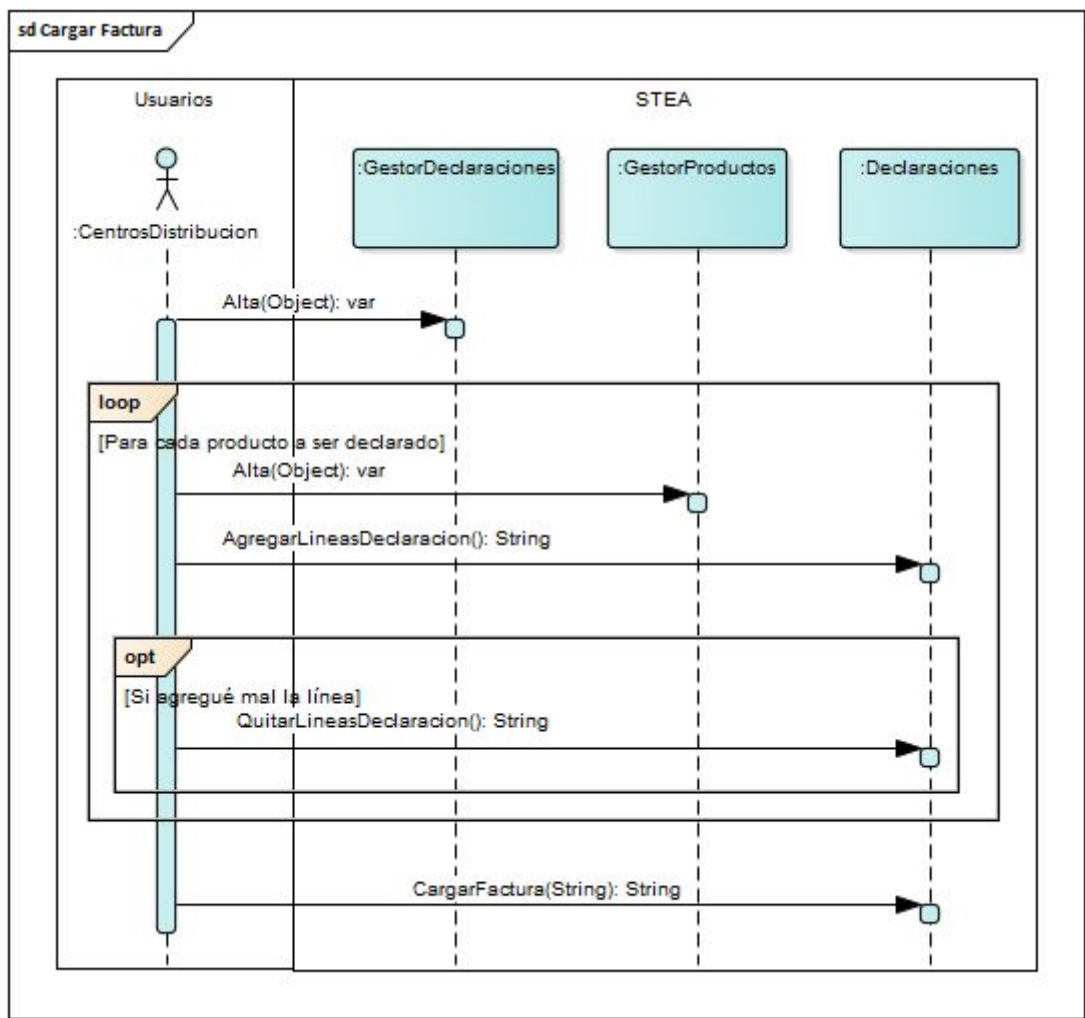 sd Cargar Factura
Usuarios
STEA
:GestorDeclaraciones
:GestorProductos
:Declaraciones
:CentrosDistribucion
Alta(Object): var
loop
[Para cada producto a ser declarado]
Alta(Object): var
AgregarLineasDeclaracion(): String
opt
[Si agregué mal la línea]
QuitarLineasDeclaracion(): String
CargarFactura(String): String